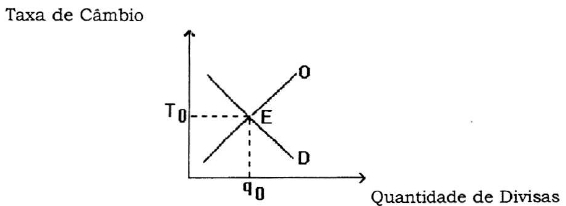 Taxa de Câmbio
O
T0
E
D
q0
Quantidade de Divisas